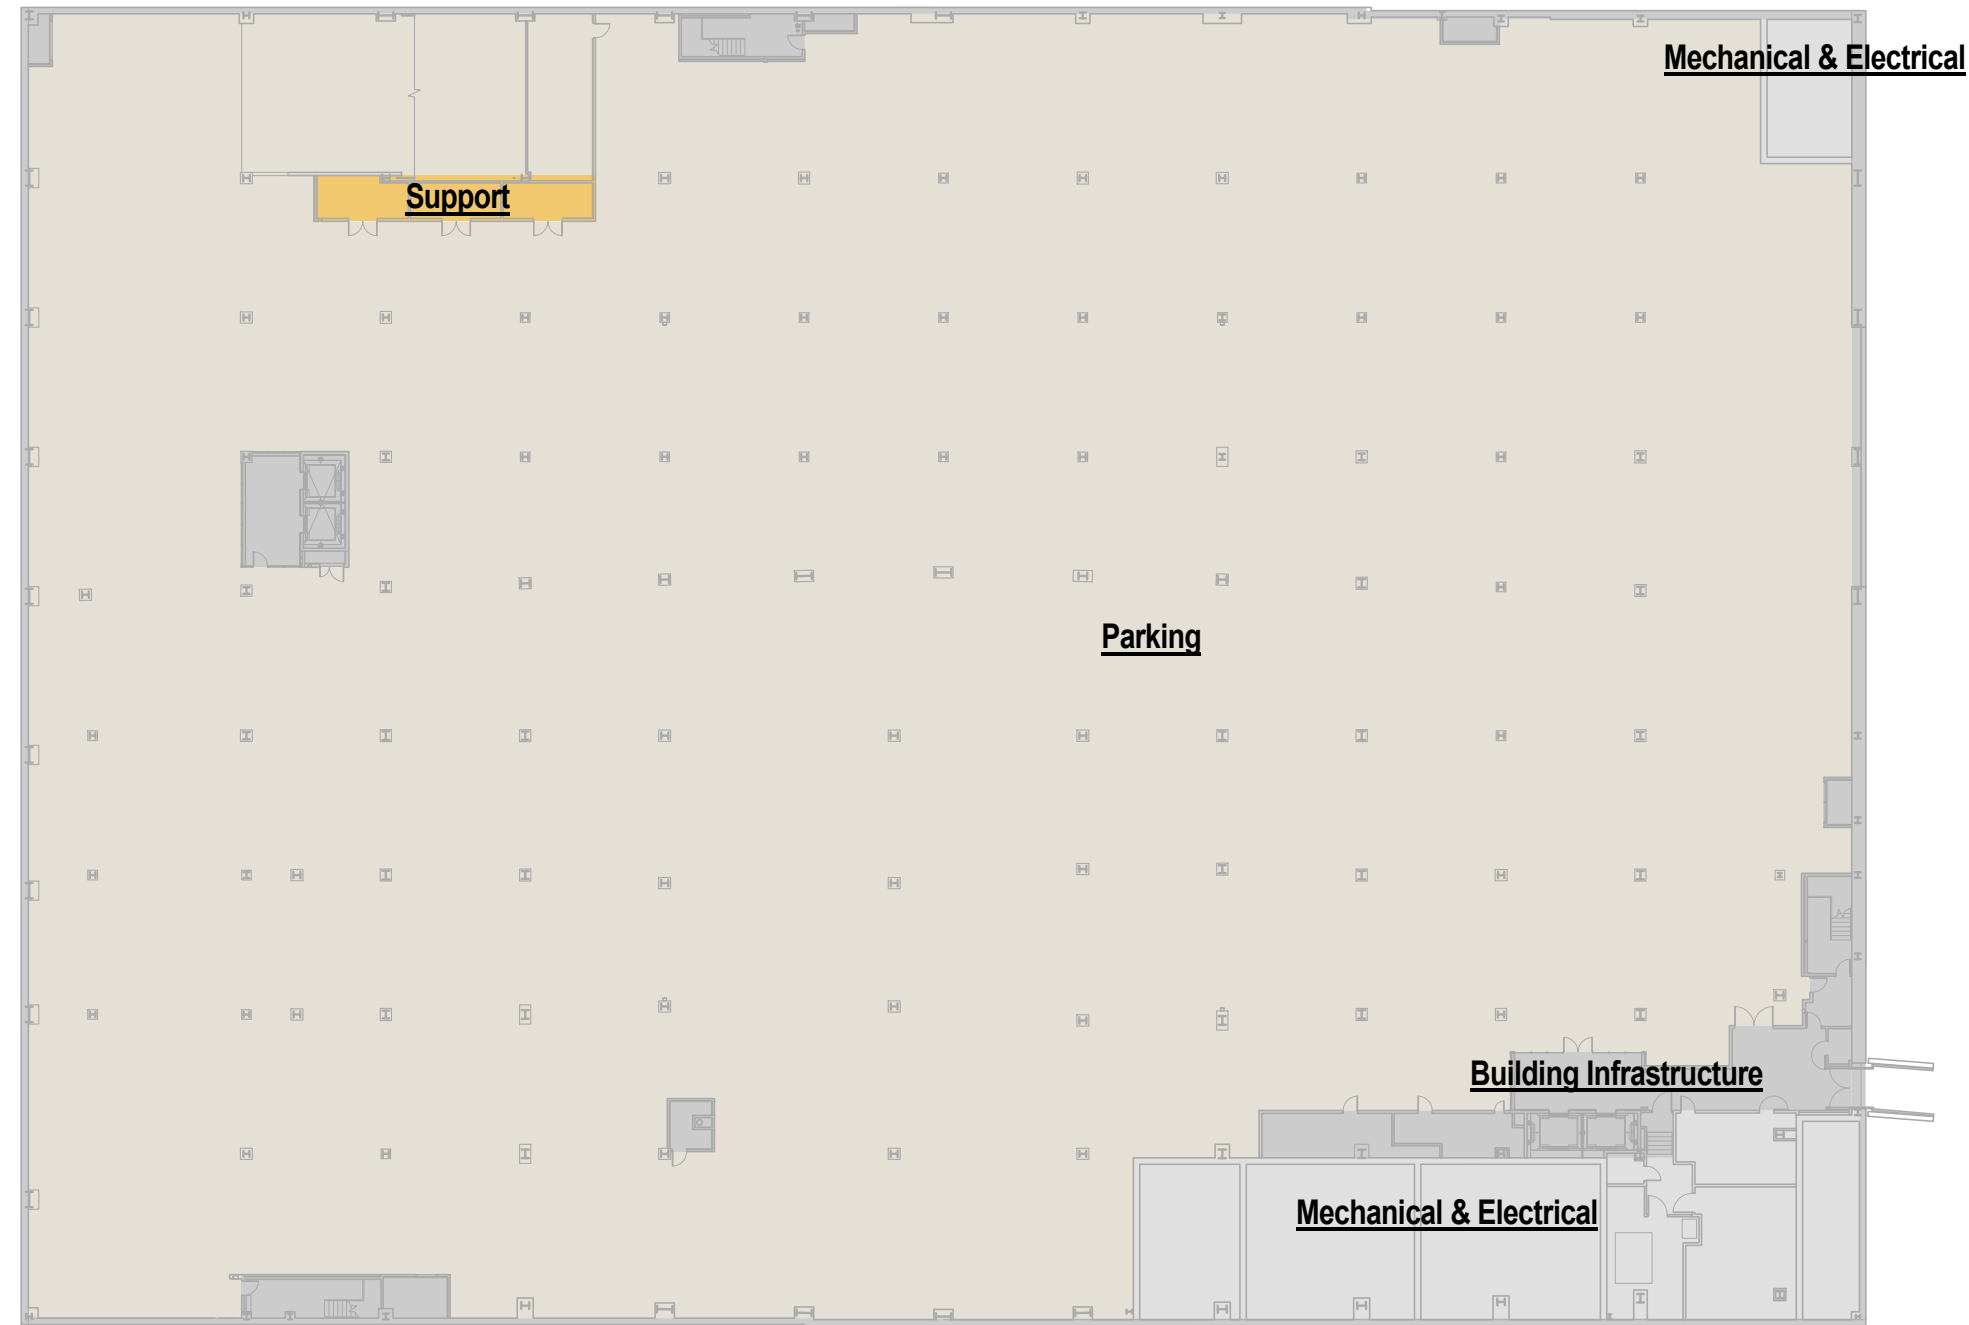 Mechanical & Electrical
Support
Parking
Building Infrastructure
Mechanical & Electrical